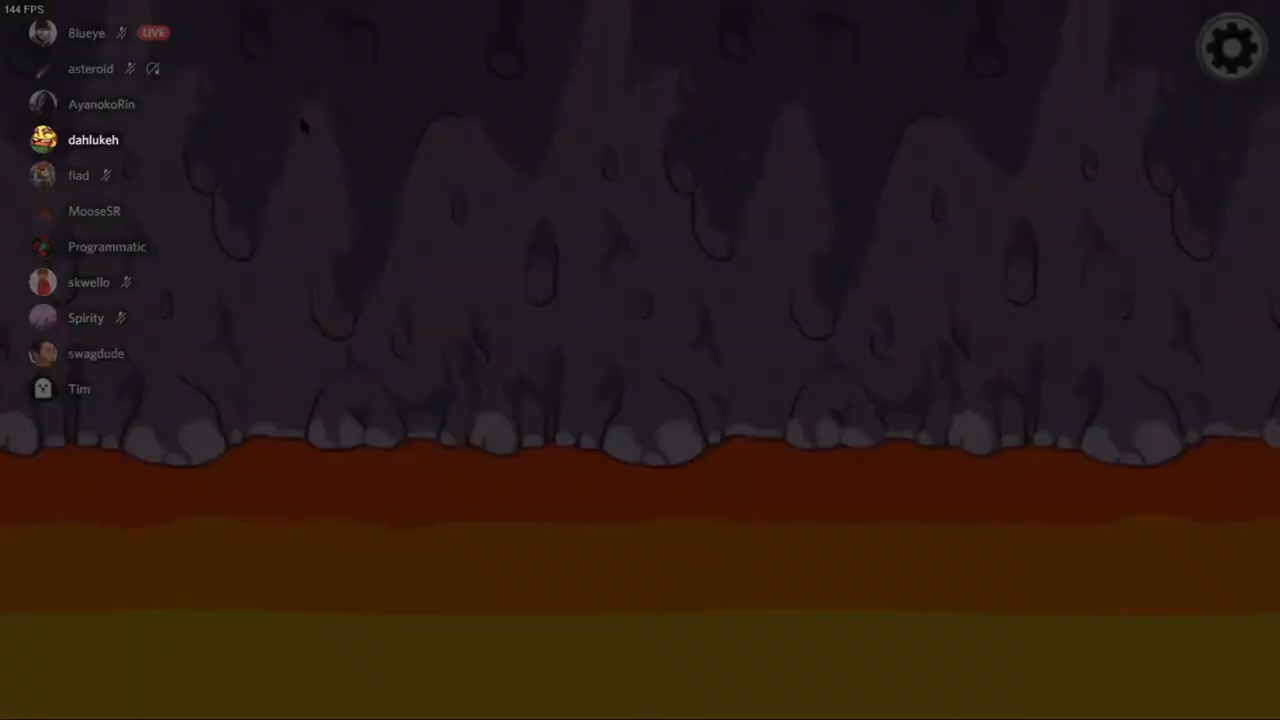 144 FPS
Blueye LIVE
asteroid
AyanokoRin
dahlukeh
flad
MooseSR
Programmatic
skwello
Spirity
swagdude
Tim